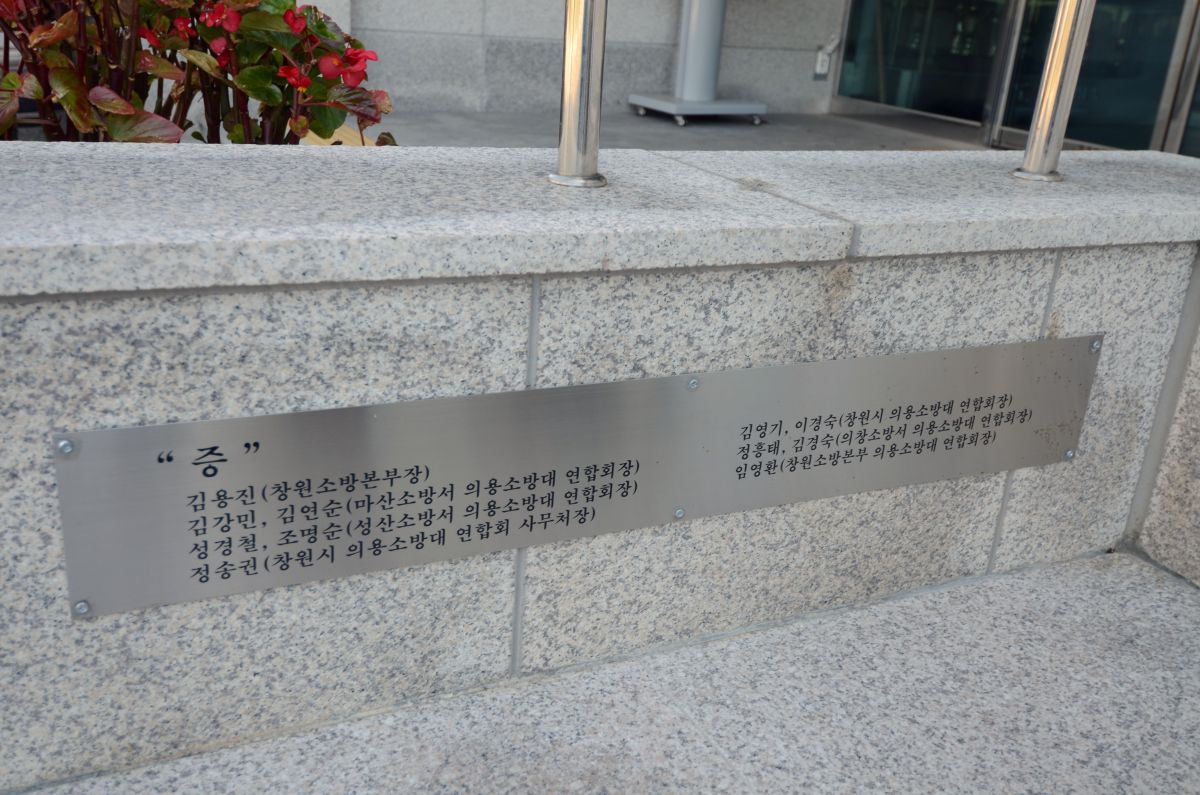 “ 증 ”
김용진(창원소방본부장)
김강민, 김연순(마산소방서 의용소방대 연합회장)
성경철, 조명순(성산소방서 의용소방대 연합회장)
정송권(창원시 의용소방대 연합회 사무처장)
김영기, 이경숙(창원시 의용소방대 연합회장)
정흥태, 김경숙(의창소방서 의용소방대 연합회장)
임영환(창원소방본부 의용소방대 연합회장)